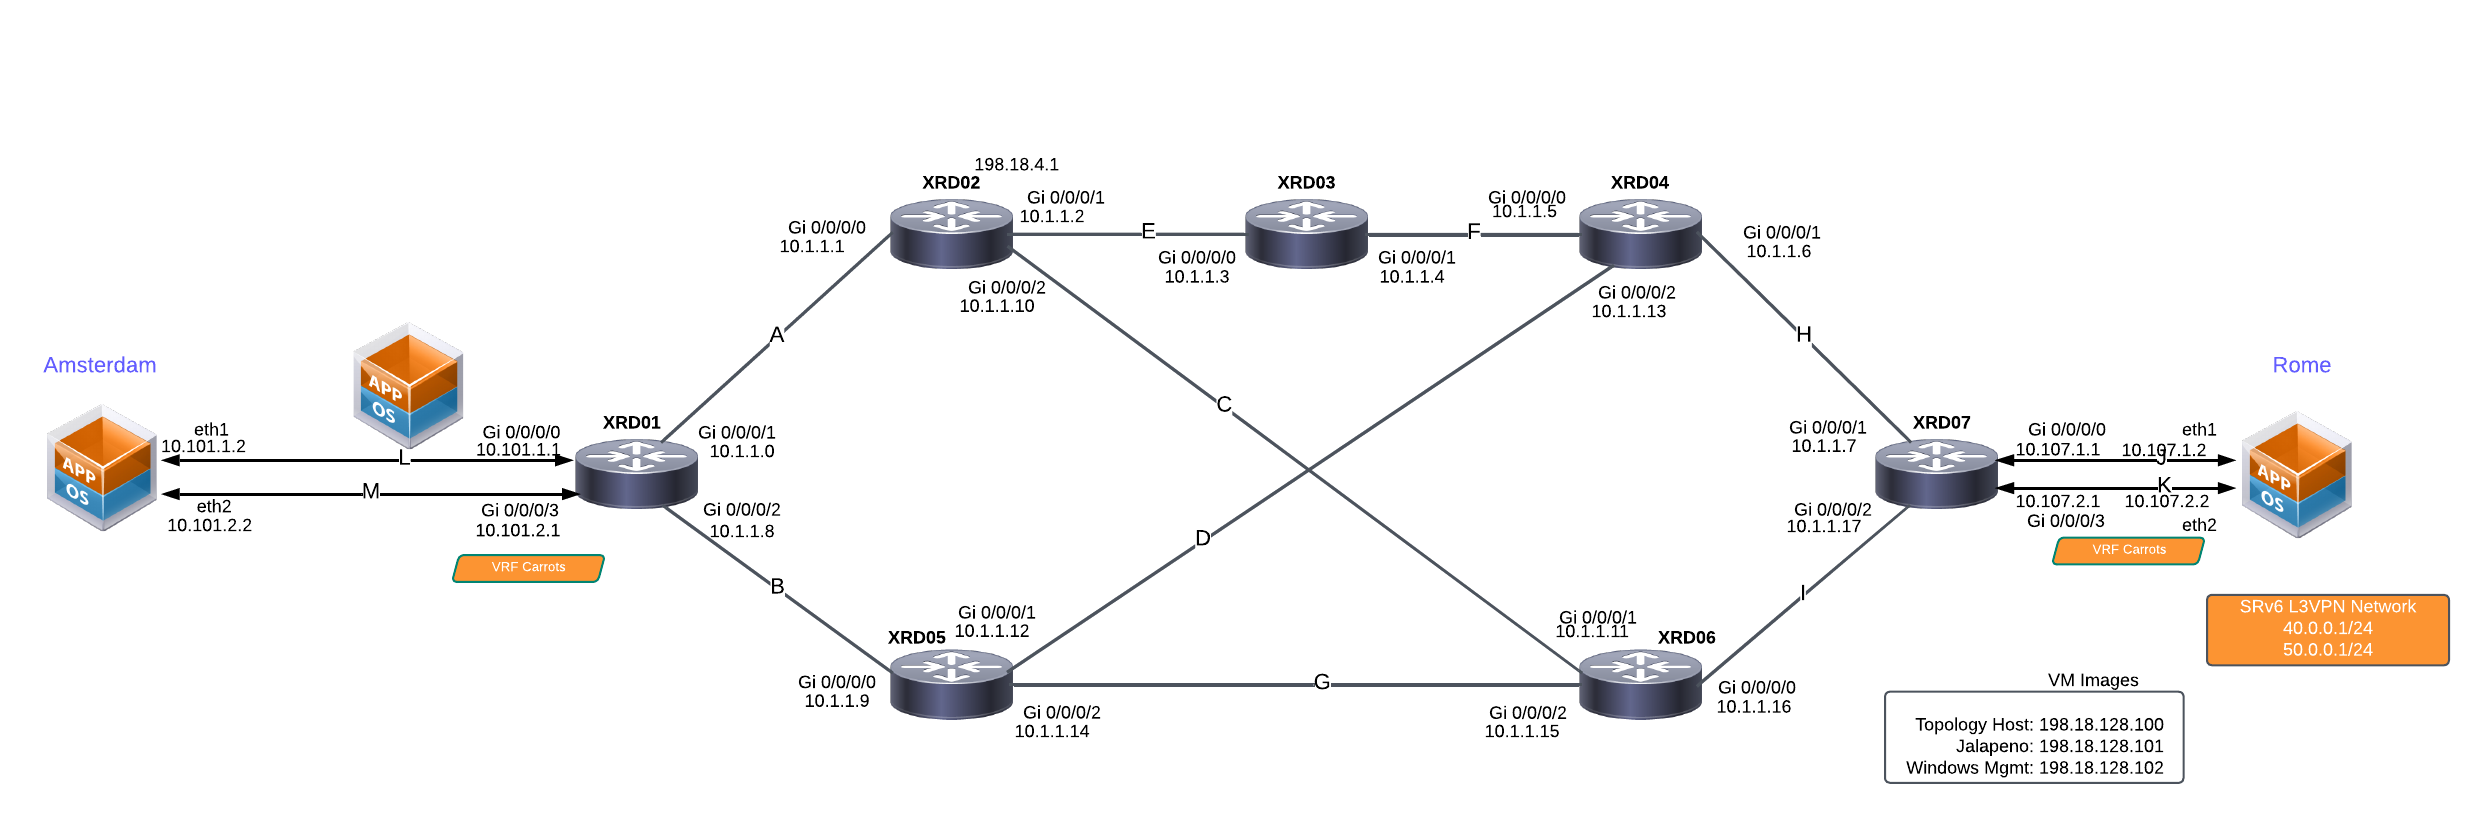 198.18.4.1
XRD02
XRD03
XRD04
Gi 0/0/0/1
10.1.1.2
Gi 0/0/0/0
10.1.1.5
Gi 0/0/0/0
10.1.1.1
E
F
Gi 0/0/0/1
10.1.1.6
Gi 0/0/0/0
10.1.1.3
Gi 0/0/0/1
10.1.1.4
Gi 0/0/0/2
10.1.1.10
Gi 0/0/0/2
10.1.1.13
A
H
Amsterdam
Rome
APP
OS
C
XRD01
XRD07
eth1
10.101.1.2
Gi 0/0/0/0
10.101.1.1
Gi 0/0/0/1
10.1.1.0
Gi 0/0/0/1
10.1.1.7
Gi 0/0/0/0
10.107.1.1
eth1
10.107.1.2
L
J
APP
OS
APP
OS
M
K
eth2
10.101.2.2
Gi 0/0/0/3
10.101.2.1
Gi 0/0/0/2
10.1.1.8
Gi 0/0/0/2
10.1.1.17
10.107.2.1
Gi 0/0/0/3
10.107.2.2
eth2
D
VRF Carrots
VRF Carrots
B
I
Gi 0/0/0/1
10.1.1.12
XRD05
Gi 0/0/0/1
10.1.1.11
XRD06
SRv6 L3VPN Network
40.0.0.1/24
50.0.0.1/24
Gi 0/0/0/0
10.1.1.9
G
Gi 0/0/0/0
10.1.1.16
Gi 0/0/0/2
10.1.1.14
Gi 0/0/0/2
10.1.1.15
VM Images
Topology Host: 198.18.128.100
Jalapeno: 198.18.128.101
Windows Mgmt: 198.18.128.102